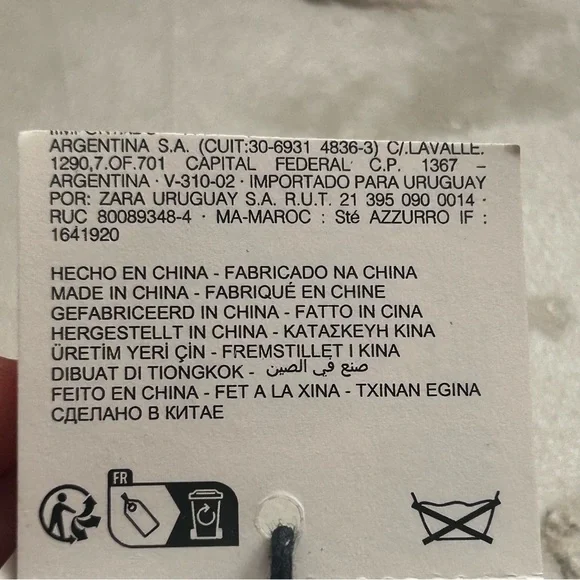 ARGENTINA S.A. (CUIT:30-6931 4836-3) C/.LAVALLE.
1290,7.OF.701 CAPITAL FEDERAL C.P. 1367 -
ARGENTINA · V-310-02 · IMPORTADO PARA URUGUAY
POR: ZARA URUGUAY S.A. R.U.T. 21 395 090 0014 ·
RUC 80089348-4 · MA-MAROC : Sté AZZURRO IF :
1641920
HECHO EN CHINA - FABRICADO NA CHINA
MADE IN CHINA - FABRIQUÉ EN CHINE
GEFABRICEERD IN CHINA - FATTO IN CINA
HERGESTELLT IN CHINA - ΚΑΤΑΣΚΕΥΗ ΚΙΝΑ
ÜRETİM YERİ ÇİN - FREMSTILLET I KINA
DIBUAT DI TIONGKOK - صنع في الصين
FEITO EN CHINA - FET A LA XINA - TXINAN EGINA
СДЕЛАНО В КИТАЕ
FR